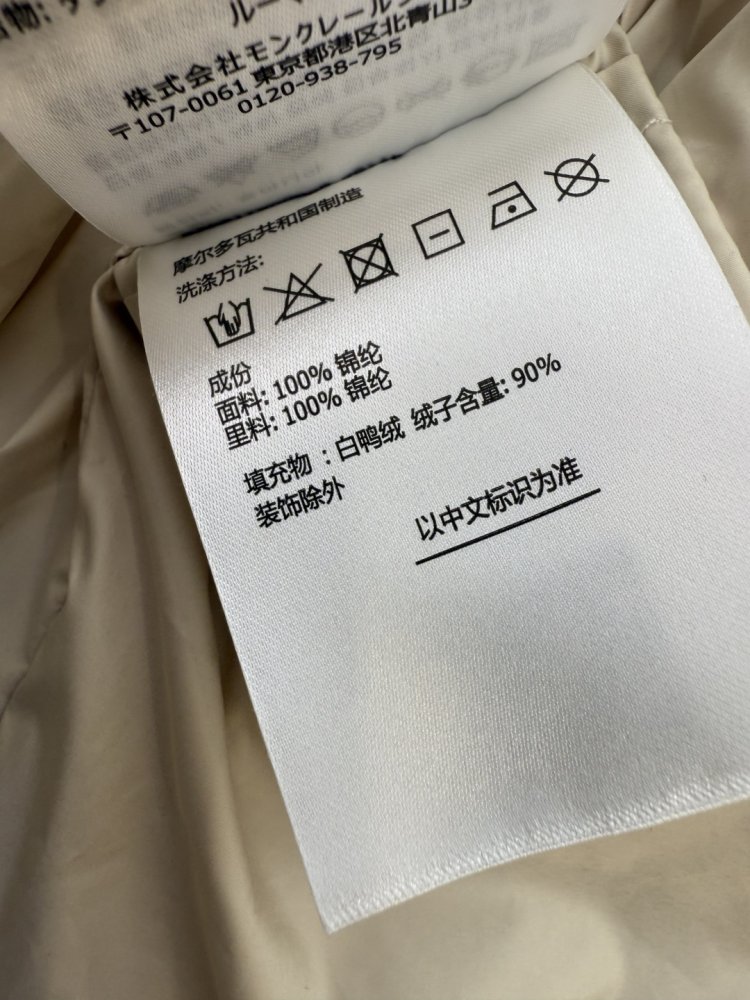 株式会社モンクレール
〒107-0061 東京都港区北青山3
0120-938-795
摩尔多瓦共和国制造
洗涤方法:
成份
面料: 100% 锦纶
里料: 100% 锦纶
填充物 : 白鸭绒 绒子含量: 90%
装饰除外
以中文标识为准